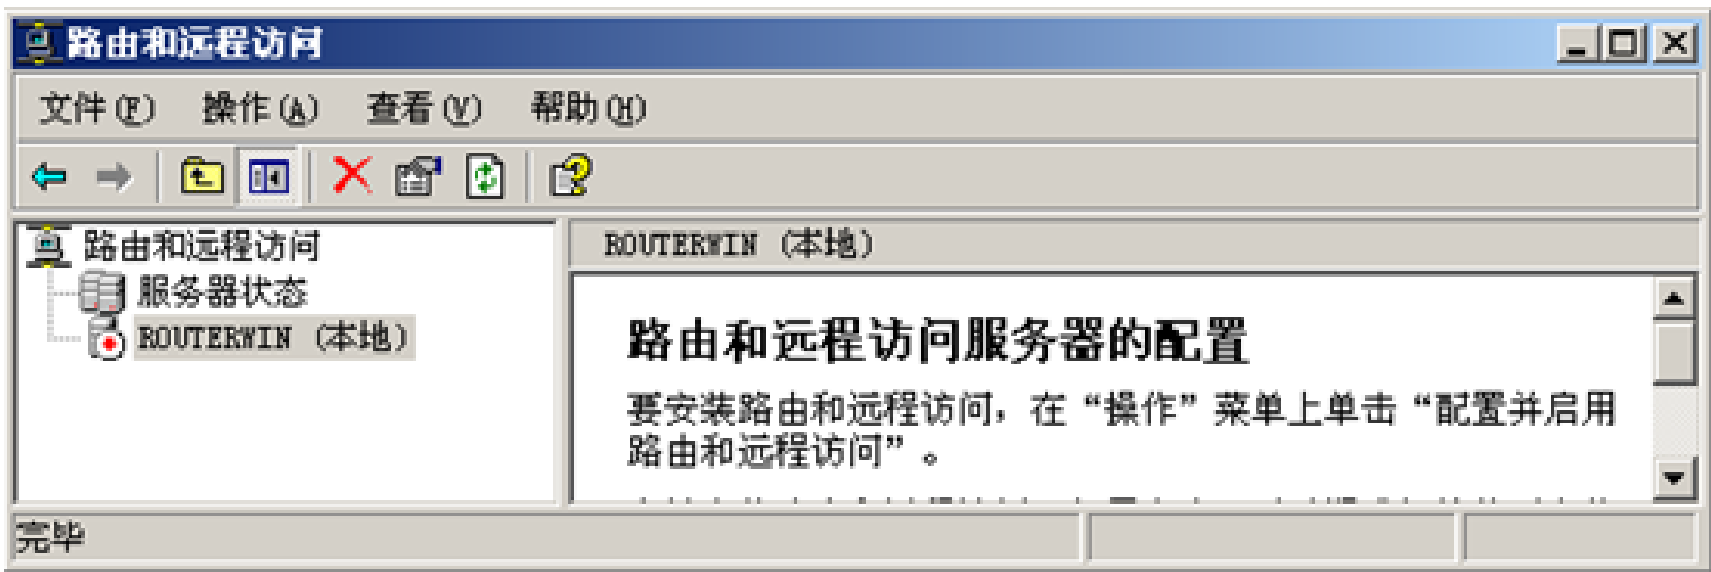 路由和远程访问
文件(F) 操作(A) 查看(V) 帮助(H)
路由和远程访问
服务器状态
ROUTERWIN (本地)
ROUTERWIN (本地)
路由和远程访问服务器的配置
要安装路由和远程访问，在“操作”菜单上单击“配置并启用
路由和远程访问”。
完毕